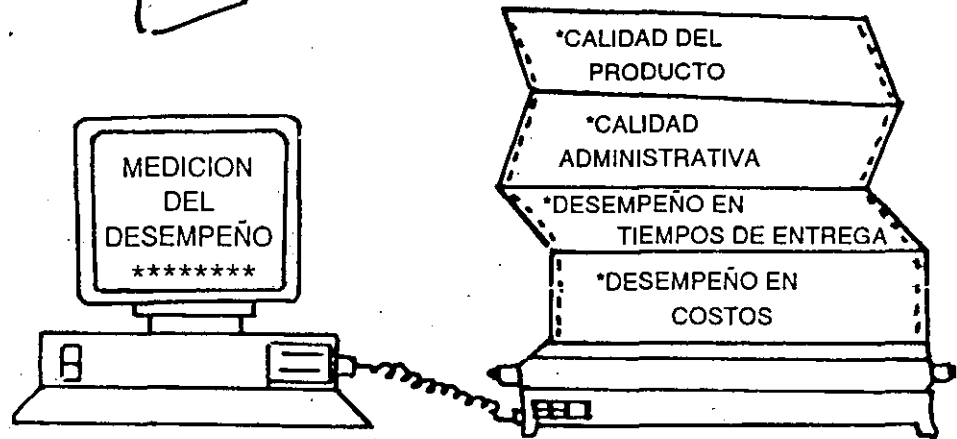 MEDICION
DEL
DESEMPEÑO
********
*CALIDAD DEL
PRODUCTO
*CALIDAD
ADMINISTRATIVA
*DESEMPEÑO EN
TIEMPOS DE ENTREGA
*DESEMPEÑO EN
COSTOS